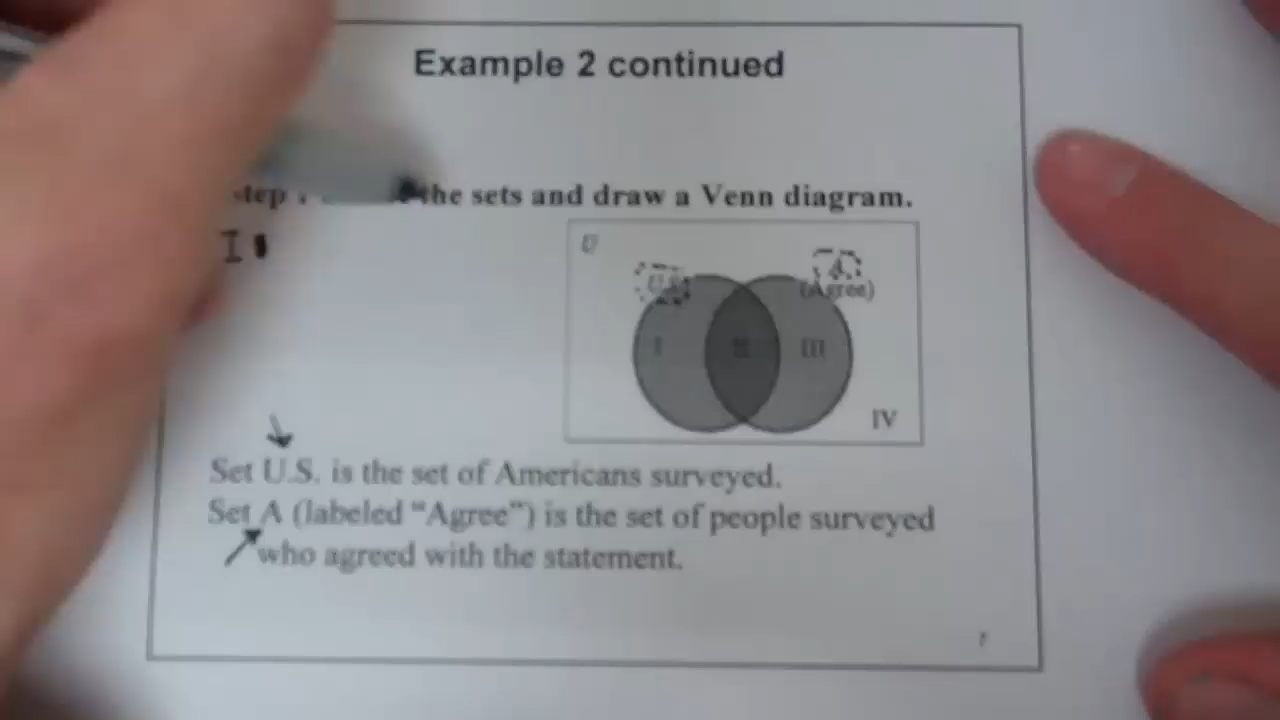 Example 2 continued
the sets and draw a Venn diagram.
I
U
U.S.
A
(Agree)
I II III
IV
Set U.S. is the set of Americans surveyed.
Set A (labeled “Agree”) is the set of people surveyed
who agreed with the statement.